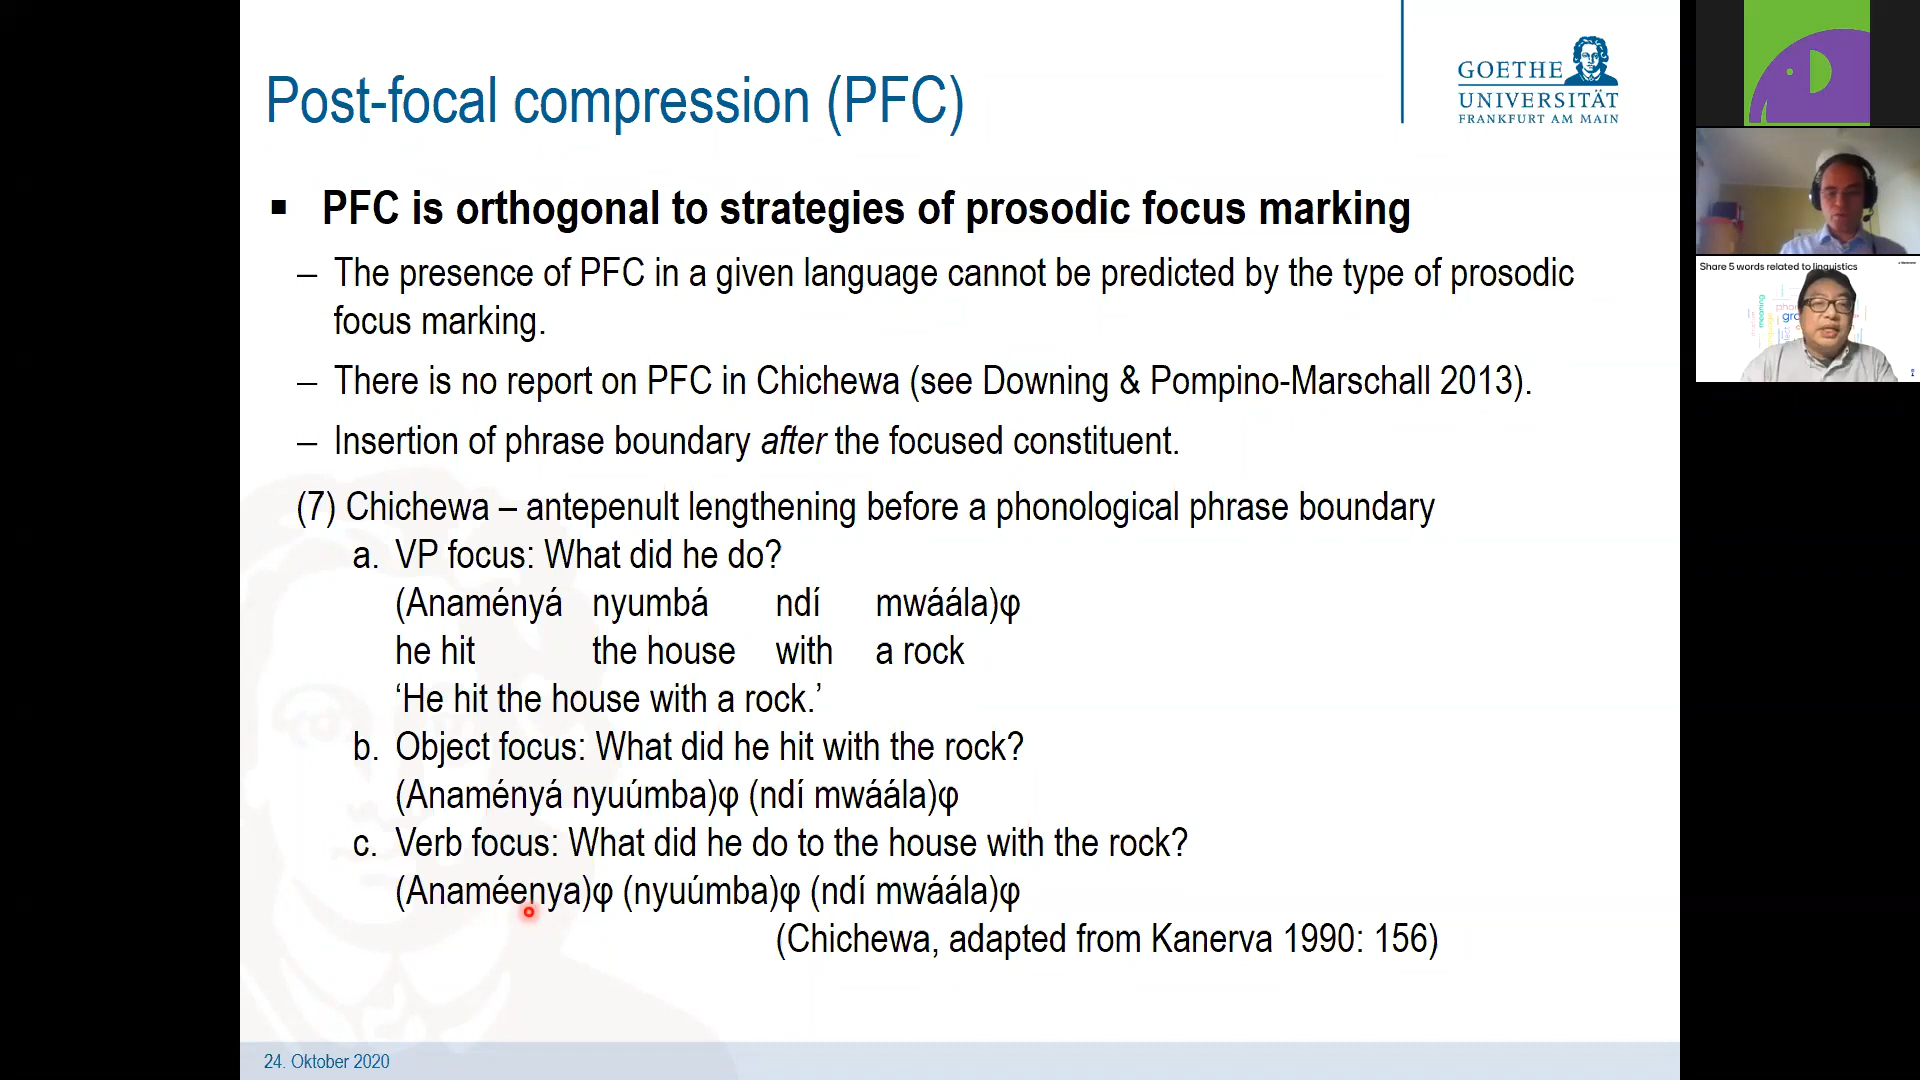 Post-focal compression (PFC)
GOETHE
UNIVERSITÄT
FRANKFURT AM MAIN
▪ PFC is orthogonal to strategies of prosodic focus marking
– The presence of PFC in a given language cannot be predicted by the type of prosodic
focus marking.
– There is no report on PFC in Chichewa (see Downing & Pompino-Marschall 2013).
– Insertion of phrase boundary after the focused constituent.
(7) Chichewa – antepenult lengthening before a phonological phrase boundary
a. VP focus: What did he do?
(Anaményá nyumbá ndí mwáála)φ
he hit the house with a rock
‘He hit the house with a rock.’
b. Object focus: What did he hit with the rock?
(Anaményá nyuúmba)φ (ndí mwáála)φ
c. Verb focus: What did he do to the house with the rock?
(Anaméenya)φ (nyuúmba)φ (ndí mwáála)φ
(Chichewa, adapted from Kanerva 1990: 156)
24. Oktober 2020
Share 5 words related to linguistics
meaning